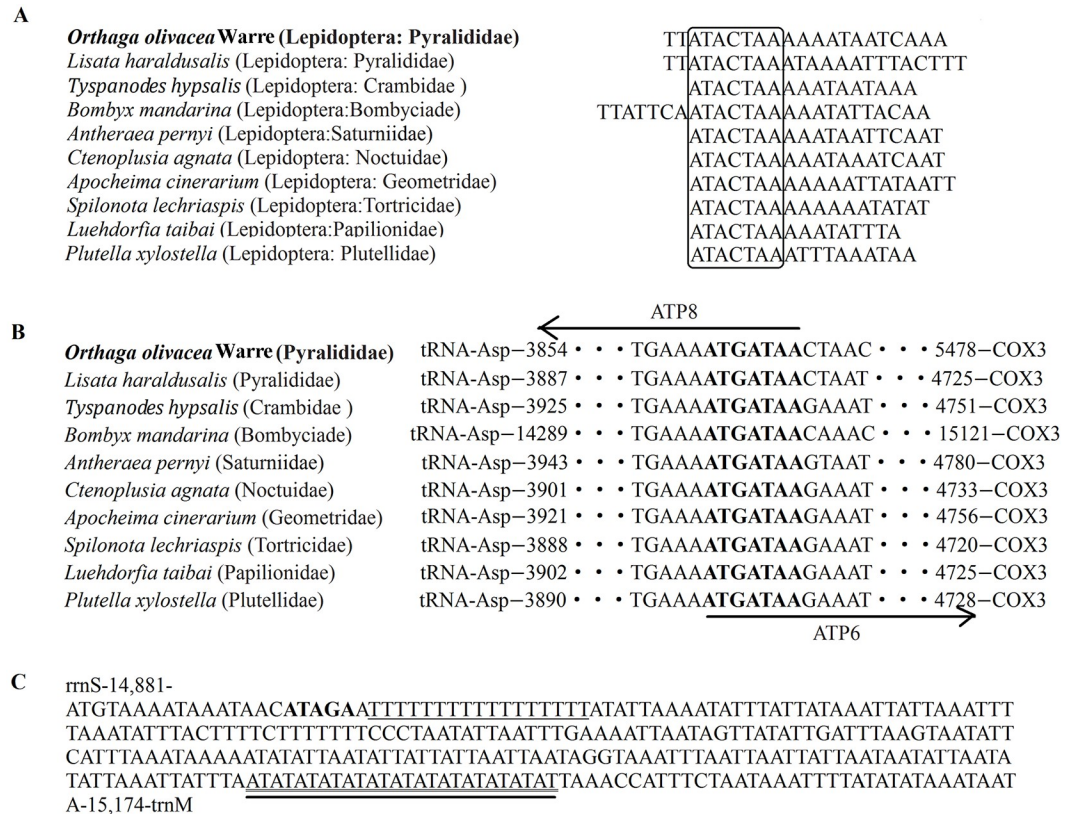 A
Orthaga olivacea Warre (Lepidoptera: Pyralididae) TTATACTAAAAAATAATCAAA
Lisata haraldusalis (Lepidoptera: Pyralididae) TTATACTAAATAAAATTTACTTT
Tyspanodes hypsalis (Lepidoptera: Crambidae ) ATACTAAAAATAATAAA
Bombyx mandarina (Lepidoptera:Bombyciade) TTATTCAATACTAAAAATATTACAA
Antheraea pernyi (Lepidoptera:Saturniidae) ATACTAAAAATAATTCAAT
Ctenoplusia agnata (Lepidoptera: Noctuidae) ATACTAAAAATAAATCAAT
Apocheima cinerarium (Lepidoptera: Geometridae) ATACTAAAAAAATTATAATT
Spilonota lechriaspis (Lepidoptera:Tortricidae) ATACTAAAAAAAATATAT
Luehdorfia taibai (Lepidoptera:Papilionidae) ATACTAAAAATATTTA
Plutella xylostella (Lepidoptera: Plutellidae) ATACTAAATTTAAATAA
B
ATP8
Orthaga olivacea Warre (Pyralididae) tRNA-Asp–3854 · · · TGAAAATGATAACTAAC · · · 5478–COX3
Lisata haraldusalis (Pyralididae) tRNA-Asp–3887 · · · TGAAAATGATAACTAAT · · · 4725–COX3
Tyspanodes hypsalis (Crambidae ) tRNA-Asp–3925 · · · TGAAAATGATAAGAAAT · · · 4751–COX3
Bombyx mandarina (Bombyciade) tRNA-Asp–14289 · · · TGAAAATGATAACAAAC · · · 15121–COX3
Antheraea pernyi (Saturniidae) tRNA-Asp–3943 · · · TGAAAATGATAAGTAAT · · · 4780–COX3
Ctenoplusia agnata (Noctuidae) tRNA-Asp–3901 · · · TGAAAATGATAAGAAAT · · · 4733–COX3
Apocheima cinerarium (Geometridae) tRNA-Asp–3921 · · · TGAAAATGATAAGAAAT · · · 4756–COX3
Spilonota lechriaspis (Tortricidae) tRNA-Asp–3888 · · · TGAAAATGATAAGAAAT · · · 4720–COX3
Luehdorfia taibai (Papilionidae) tRNA-Asp–3902 · · · TGAAAATGATAAGAAAT · · · 4725–COX3
Plutella xylostella (Plutellidae) tRNA-Asp–3890 · · · TGAAAATGATAAGAAAT · · · 4728–COX3
ATP6
C
rrnS-14,881-
ATGTAAAATAAATAACATAGAATTTTTTTTTTTTTTTTTTATATTAAAATATTTATTATAAATTATTAAATTT
TAAATATTTACTTTTCTTTTTTTCCCTAATATTAATTTGAAAATTAATAGTTATATTGATTTAAGTAATATT
CATTTAAATAAAAATATATTAATATTATTATTAATTAATAGGTAAATTTAATTAATTATTAATAATATTAATA
TATTAAATTATTTAATATATATATATATATATATATATTAAACCATTTCTAATAAATTTTATATATAAATAAT
A-15,174-trnM